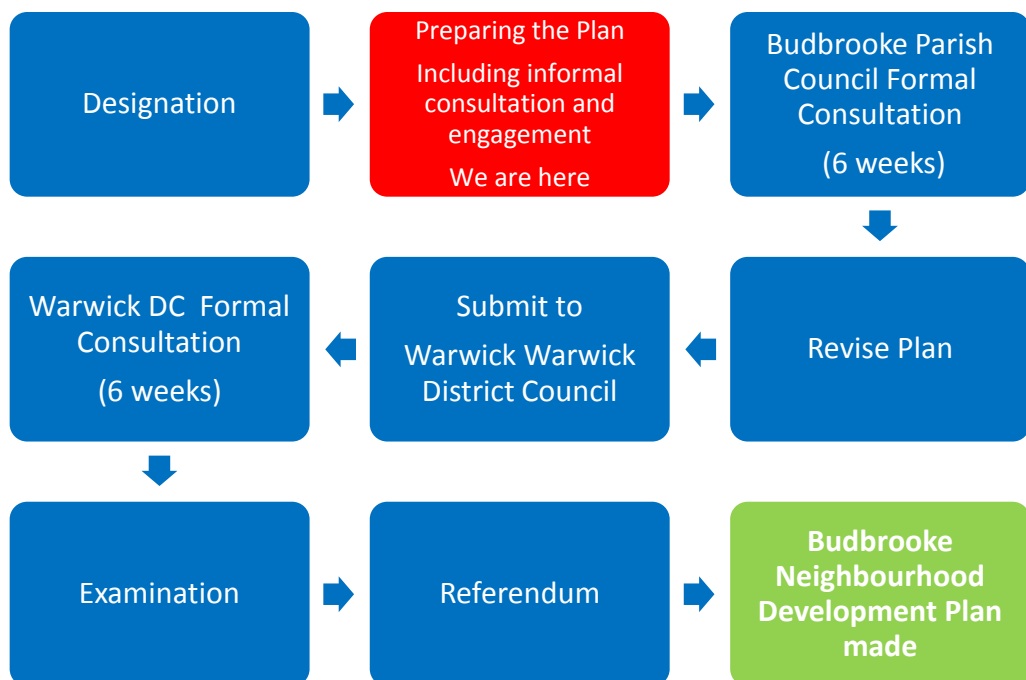 Designation
Preparing the Plan
Including informal
consultation and
engagement
We are here
Budbrooke Parish
Council Formal
Consultation
(6 weeks)
Revise Plan
Submit to
Warwick Warwick
District Council
Warwick DC Formal
Consultation
(6 weeks)
Examination
Referendum
Budbrooke
Neighbourhood
Development Plan
made